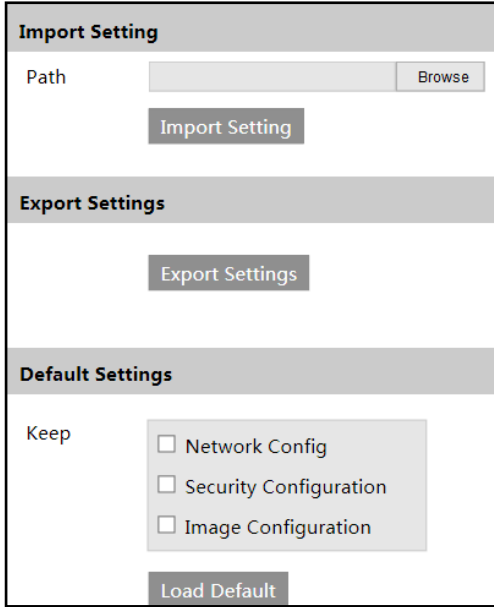 Import Setting
Path
Browse
Import Setting
Export Settings
Export Settings
Default Settings
Keep
Network Config
Security Configuration
Image Configuration
Load Default